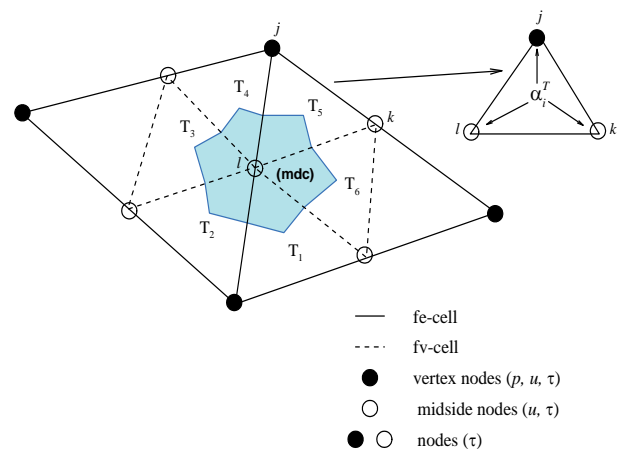 j
j
T4
T5
k
α_i^T
T3
l
k
l
(mdc)
T6
T2
T1
fe-cell
fv-cell
vertex nodes (p, u, τ)
midside nodes (u, τ)
nodes (τ)